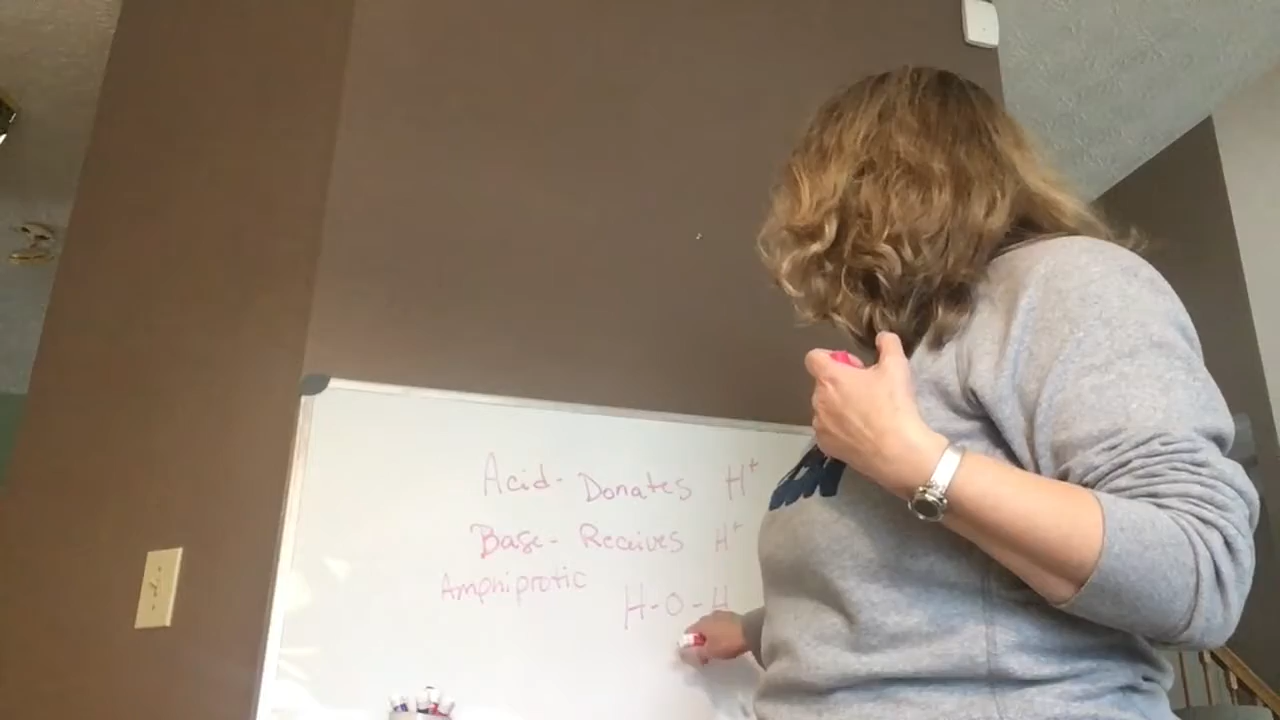 Acid- Donates H+
Base- Receives H+
Amphiprotic H-O-H